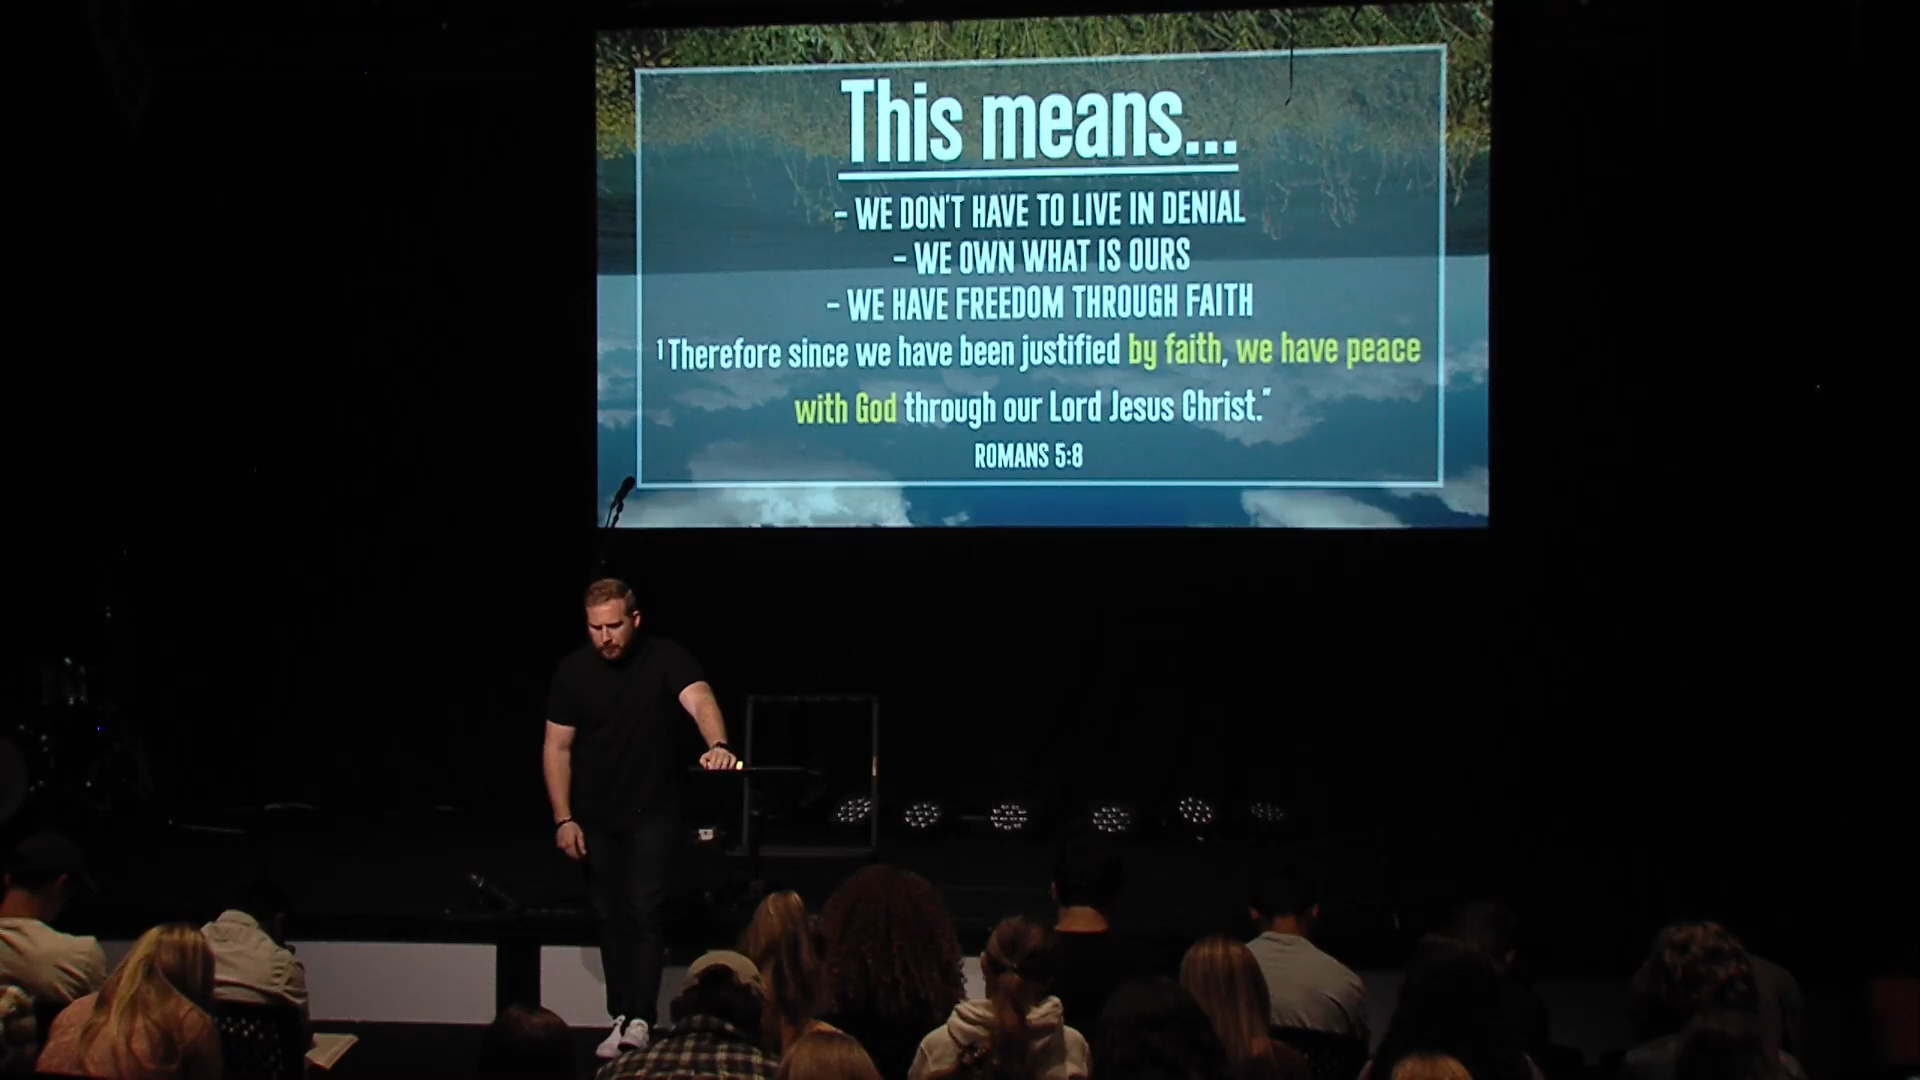 This means...
- WE DON'T HAVE TO LIVE IN DENIAL
- WE OWN WHAT IS OURS
- WE HAVE FREEDOM THROUGH FAITH
1 Therefore since we have been justified by faith, we have peace
with God through our Lord Jesus Christ."
ROMANS 5:8